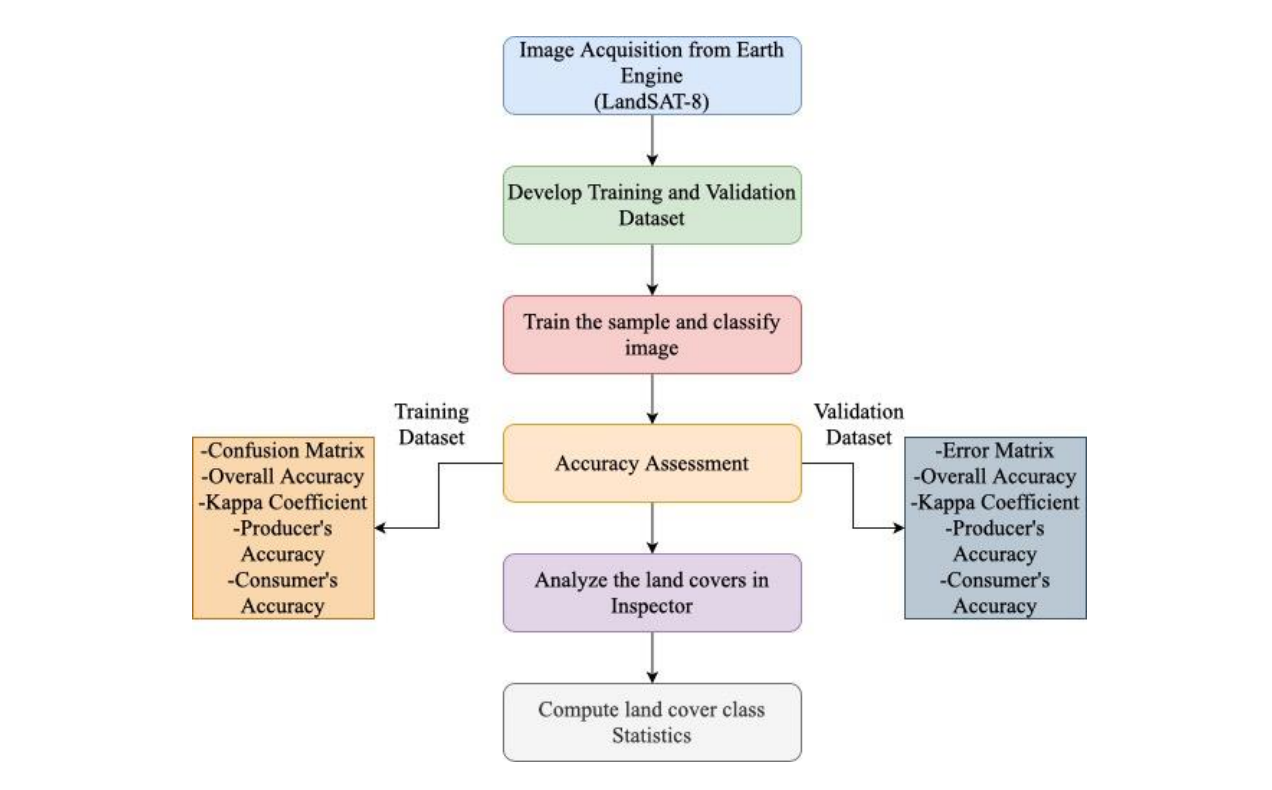 Image Acquisition from Earth
Engine
(LandSAT-8)
Develop Training and Validation
Dataset
Train the sample and classify
image
Training
Dataset
Validation
Dataset
Accuracy Assessment
-Confusion Matrix
-Overall Accuracy
-Kappa Coefficient
-Producer's
Accuracy
-Consumer's
Accuracy
-Error Matrix
-Overall Accuracy
-Kappa Coefficient
-Producer's
Accuracy
-Consumer's
Accuracy
Analyze the land covers in
Inspector
Compute land cover class
Statistics